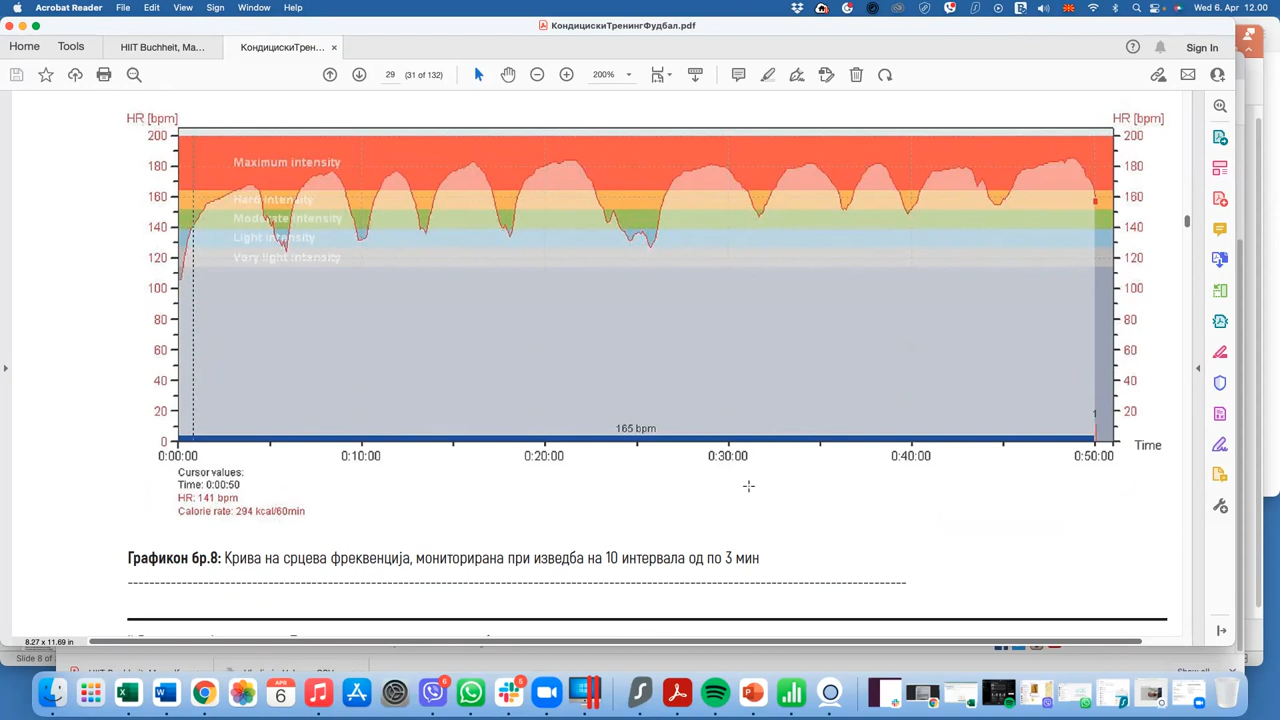 Acrobat Reader File Edit View Sign Window Help
Wed 6. Apr 12.00
КондицискиТренингФудбал.pdf
Home Tools HIIT Buchheit, Ma... КондицискиТрен... × Sign In
29 (31 of 132) 200%
HR [bpm] HR [bpm]
200 200
180 Maximum intensity 180
160 Hard intensity 160
Moderate intensity
140 140
Light intensity
120 Very light intensity 120
100 100
80 80
60 60
40 40
1
20 165 bpm 20
0
Time
0:00:00 0:10:00 0:20:00 0:30:00 0:40:00 0:50:00
Cursor values:
Time: 0:00:50
HR: 141 bpm
Calorie rate: 294 kcal/60min
Графикон бр.8: Крива на срцева фреквенција, мониторирана при изведба на 10 интервала од по 3 мин
8.27 x 11.69 in
Slide 8 of
APR
6
6 5